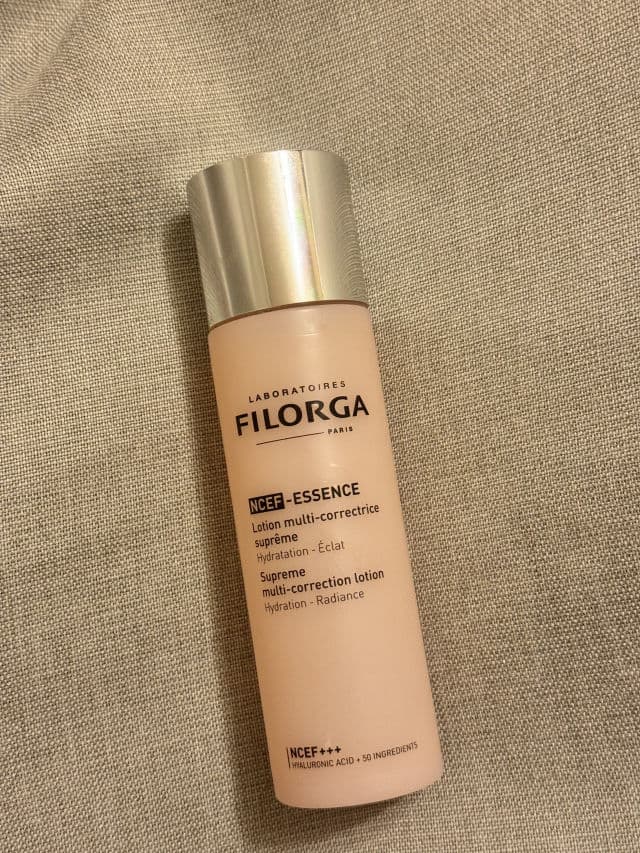 LABORATOIRES
FILORGA
PARIS
NCEF-ESSENCE
Lotion multi-correctrice
suprême
Hydratation - Éclat
Supreme
multi-correction lotion
Hydration - Radiance
NCEF+++
HYALURONIC ACID + 50 INGREDIENTS